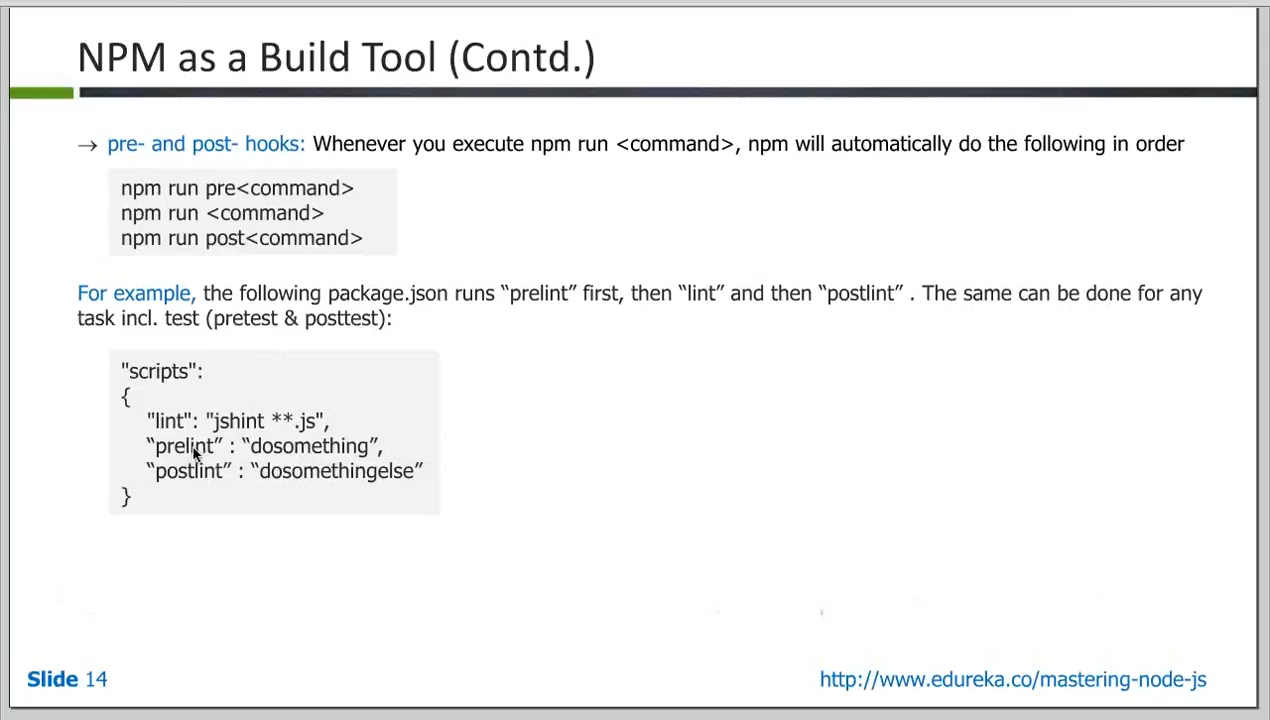 NPM as a Build Tool (Contd.)
→ pre- and post- hooks: Whenever you execute npm run <command>, npm will automatically do the following in order
npm run pre<command>
npm run <command>
npm run post<command>
For example, the following package.json runs “prelint” first, then “lint” and then “postlint” . The same can be done for any
task incl. test (pretest & posttest):
"scripts":
{
"lint": "jshint **.js",
“prelint” : “dosomething”,
“postlint” : “dosomethingelse”
}
Slide 14
http://www.edureka.co/mastering-node-js